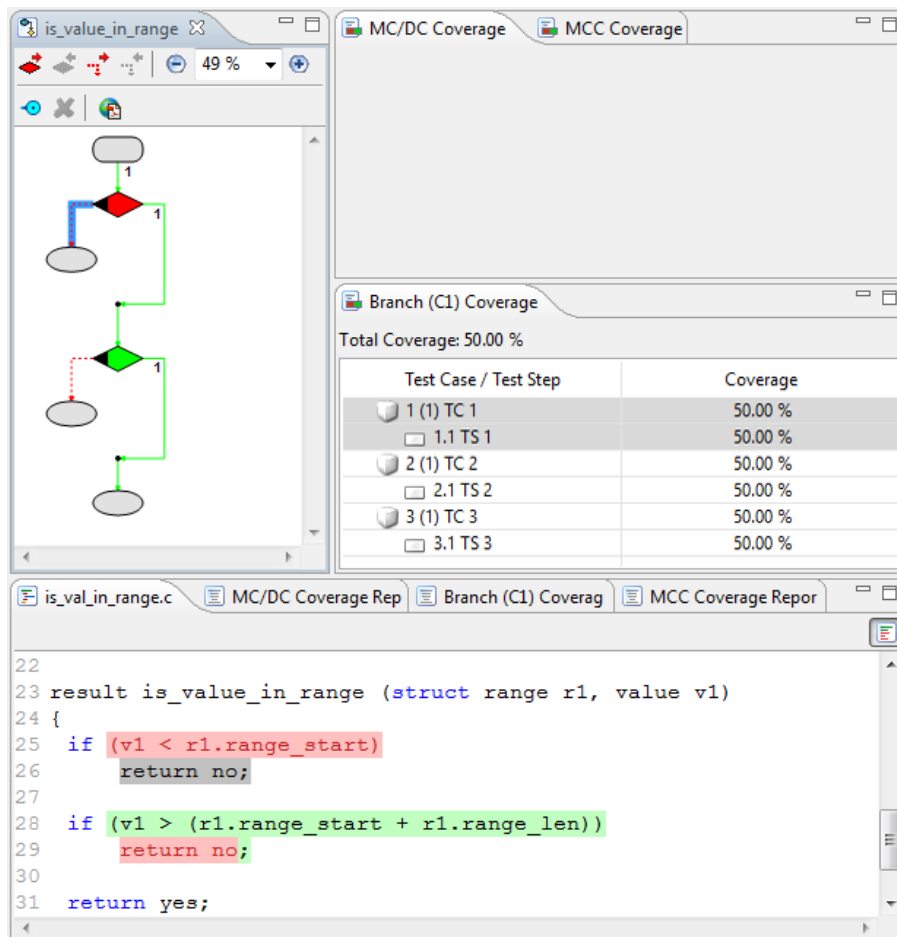 is_value_in_range
49 %
1
1
1
MC/DC Coverage
MCC Coverage
Branch (C1) Coverage
Total Coverage: 50.00 %
Test Case / Test Step Coverage
1 (1) TC 1 50.00 %
1.1 TS 1 50.00 %
2 (1) TC 2 50.00 %
2.1 TS 2 50.00 %
3 (1) TC 3 50.00 %
3.1 TS 3 50.00 %
is_val_in_range.c MC/DC Coverage Rep Branch (C1) Coverag MCC Coverage Repor
22
23 result is_value_in_range (struct range r1, value v1)
24 {
25 if (v1 < r1.range_start)
26 return no;
27
28 if (v1 > (r1.range_start + r1.range_len))
29 return no;
30
31 return yes;